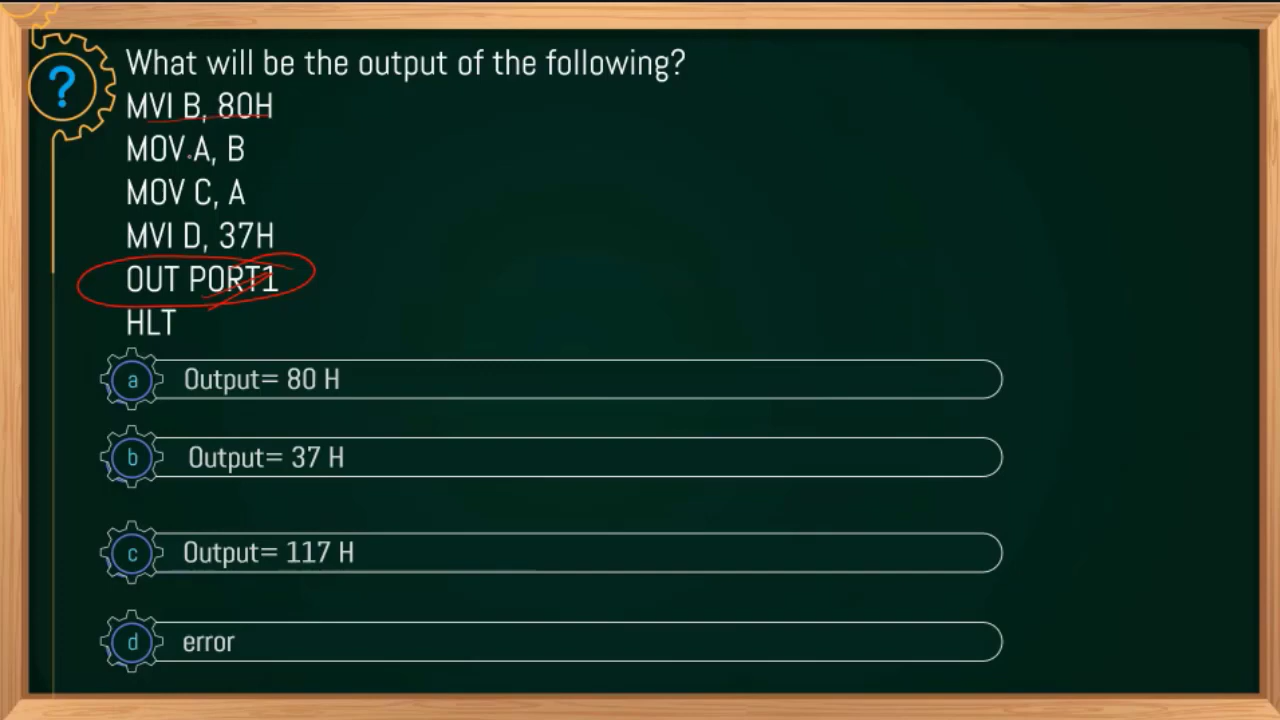 ?
What will be the output of the following?
MVI B, 80H
MOV A, B
MOV C, A
MVI D, 37H
OUT PORT1
HLT
a Output= 80 H
b Output= 37 H
c Output= 117 H
d error